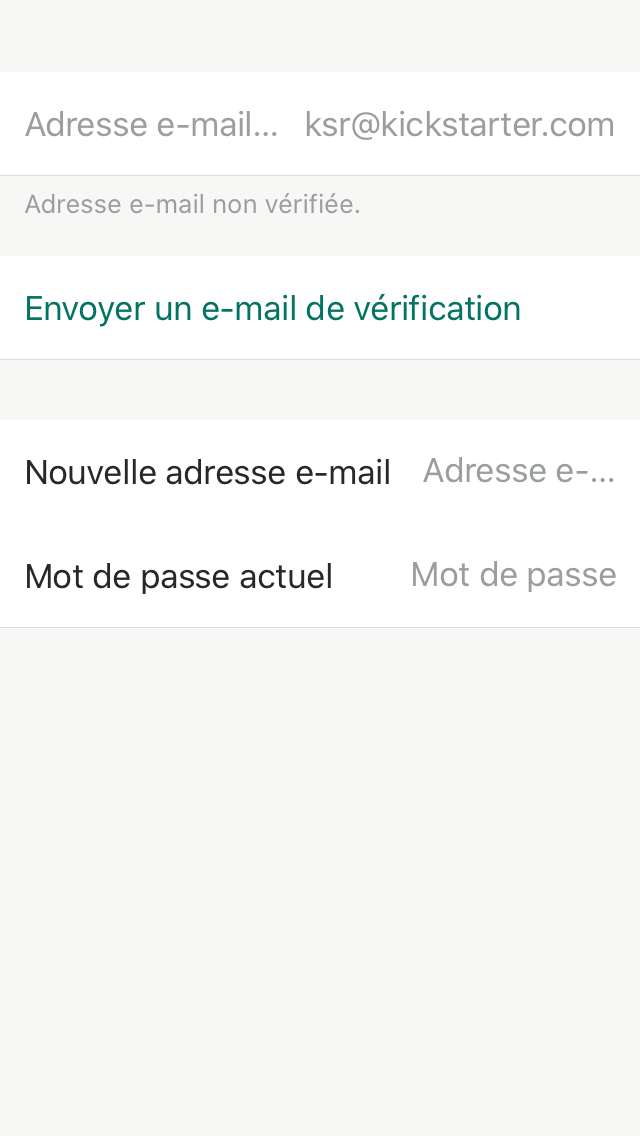 Adresse e-mail... ksr@kickstarter.com
Adresse e-mail non vérifiée.
Envoyer un e-mail de vérification
Nouvelle adresse e-mail Adresse e-...
Mot de passe actuel Mot de passe